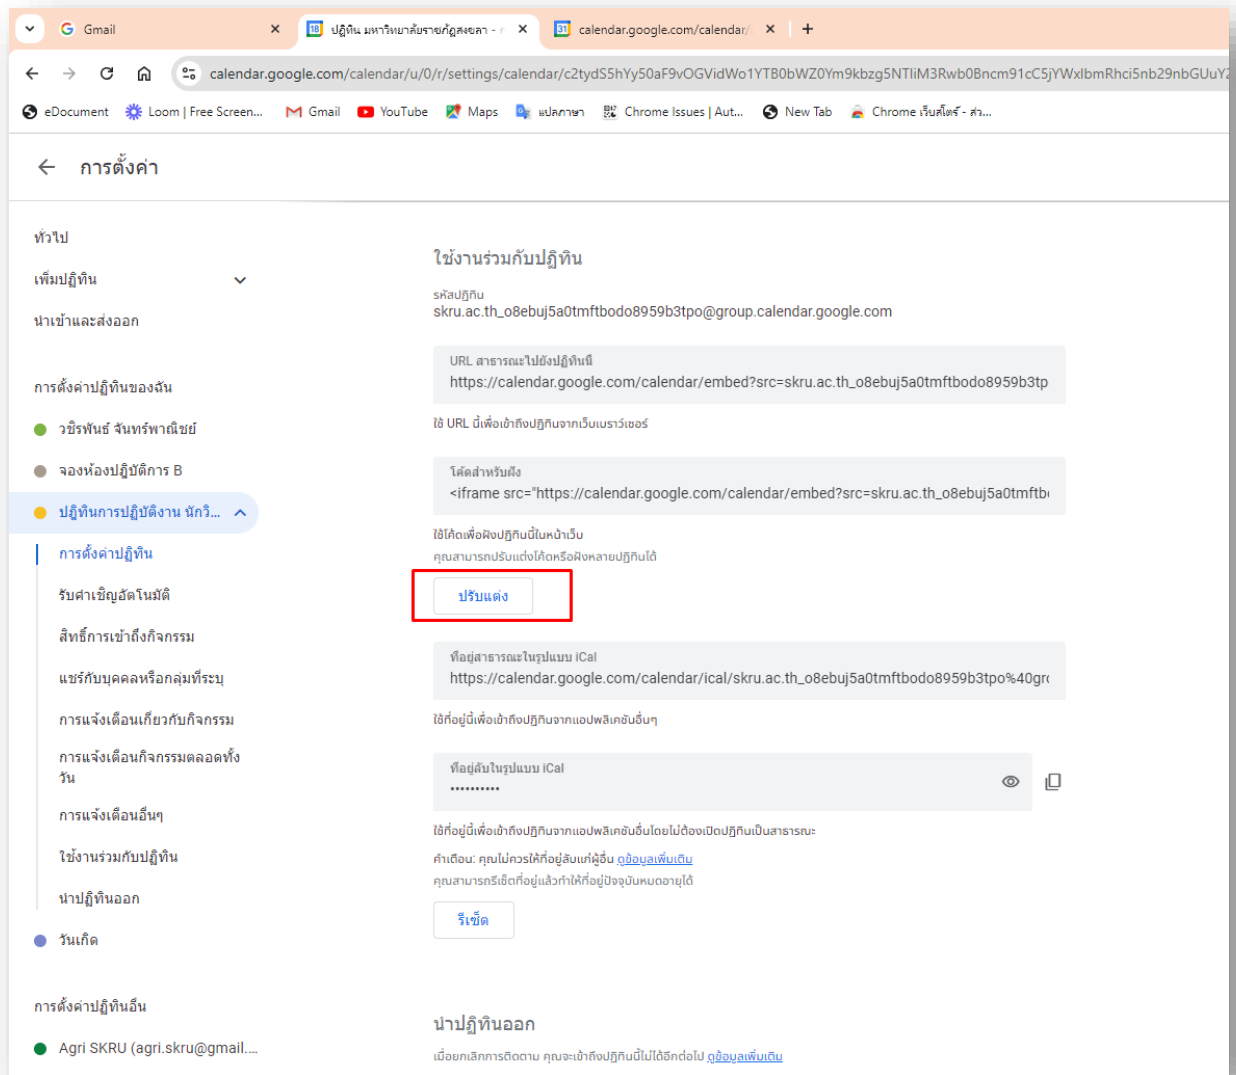 Gmail
ปฏิทิน มหาวิทยาลัยราชภัฏสงขลา -
calendar.google.com/calendar/
calendar.google.com/calendar/u/0/r/settings/calendar/c2tydS5hYy50aF9vOGVidWo1YTB0bWZ0Ym9kbzg5NTliM3Rwb0Bncm91cC5jYWxlbmRhci5nb29nbGUuY2
eDocument
Loom | Free Screen...
Gmail
YouTube
Maps
แปลภาษา
Chrome Issues | Aut...
New Tab
Chrome เว็บสโตร์ - ส่ว...
การตั้งค่า
ทั่วไป
เพิ่มปฏิทิน
นำเข้าและส่งออก
การตั้งค่าปฏิทินของฉัน
วชิรพันธ์ จันทร์พาณิชย์
จองห้องปฏิบัติการ B
ปฏิทินการปฏิบัติงาน นักวิ...
การตั้งค่าปฏิทิน
รับคำเชิญอัตโนมัติ
สิทธิ์การเข้าถึงกิจกรรม
แชร์กับบุคคลหรือกลุ่มที่ระบุ
การแจ้งเตือนเกี่ยวกับกิจกรรม
การแจ้งเตือนกิจกรรมตลอดทั้ง
วัน
การแจ้งเตือนอื่นๆ
ใช้งานร่วมกับปฏิทิน
นำปฏิทินออก
วันเกิด
การตั้งค่าปฏิทินอื่น
Agri SKRU (agri.skru@gmail....
ใช้งานร่วมกับปฏิทิน
รหัสปฏิทิน
skru.ac.th_o8ebuj5a0tmftbodo8959b3tpo@group.calendar.google.com
URL สาธารณะไปยังปฏิทินนี้
https://calendar.google.com/calendar/embed?src=skru.ac.th_o8ebuj5a0tmftbodo8959b3tp
ใช้ URL นี้เพื่อเข้าถึงปฏิทินจากเว็บเบราว์เซอร์
โค้ดสำหรับฝัง
<iframe src="https://calendar.google.com/calendar/embed?src=skru.ac.th_o8ebuj5a0tmftb
ใช้โค้ดเพื่อฝังปฏิทินนี้ในหน้าเว็บ
คุณสามารถปรับแต่งโค้ดหรือฝังหลายปฏิทินได้
ปรับแต่ง
ที่อยู่สาธารณะในรูปแบบ iCal
https://calendar.google.com/calendar/ical/skru.ac.th_o8ebuj5a0tmftbodo8959b3tpo%40gr
ใช้ที่อยู่นี้เพื่อเข้าถึงปฏิทินจากแอปพลิเคชันอื่นๆ
ที่อยู่ลับในรูปแบบ iCal
••••••••••
ใช้ที่อยู่นี้เพื่อเข้าถึงปฏิทินจากแอปพลิเคชันอื่นโดยไม่ต้องเปิดปฏิทินเป็นสาธารณะ
คำเตือน: คุณไม่ควรให้ที่อยู่ลับแก่ผู้อื่น ดูข้อมูลเพิ่มเติม
คุณสามารถรีเซ็ตที่อยู่แล้วทำให้ที่อยู่ปัจจุบันหมดอายุได้
รีเซ็ต
นำปฏิทินออก
เมื่อยกเลิกการติดตาม คุณจะเข้าถึงปฏิทินนี้ไม่ได้อีกต่อไป ดูข้อมูลเพิ่มเติม